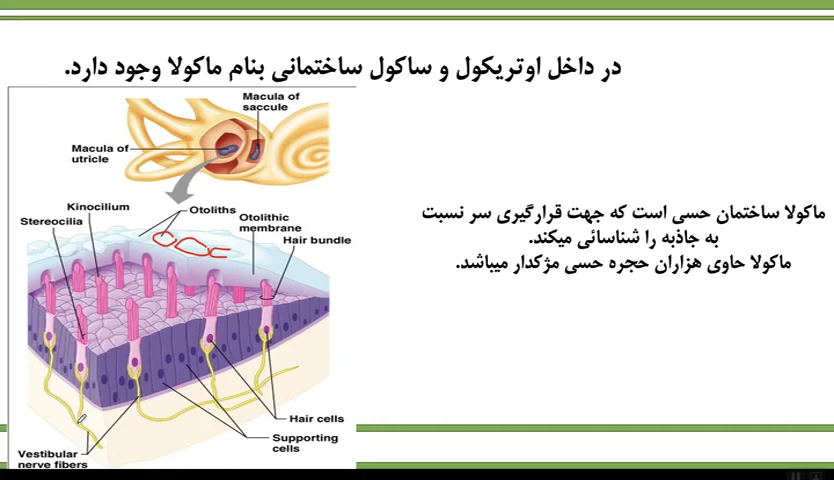 در داخل اوتریکول و ساکول ساختمانی بنام ماکولا وجود دارد.
Macula of
saccule
Macula of
utricle
Kinocilium
Stereocilia
Otoliths
Otolithic
membrane
Hair bundle
Hair cells
Supporting
cells
Vestibular
nerve fibers
ماکولا ساختمان حسی است که جهت قرارگیری سر نسبت
به جاذبه را شناسائی میکند.
ماکولا حاوی هزاران حجره حسی مژکدار میباشد.